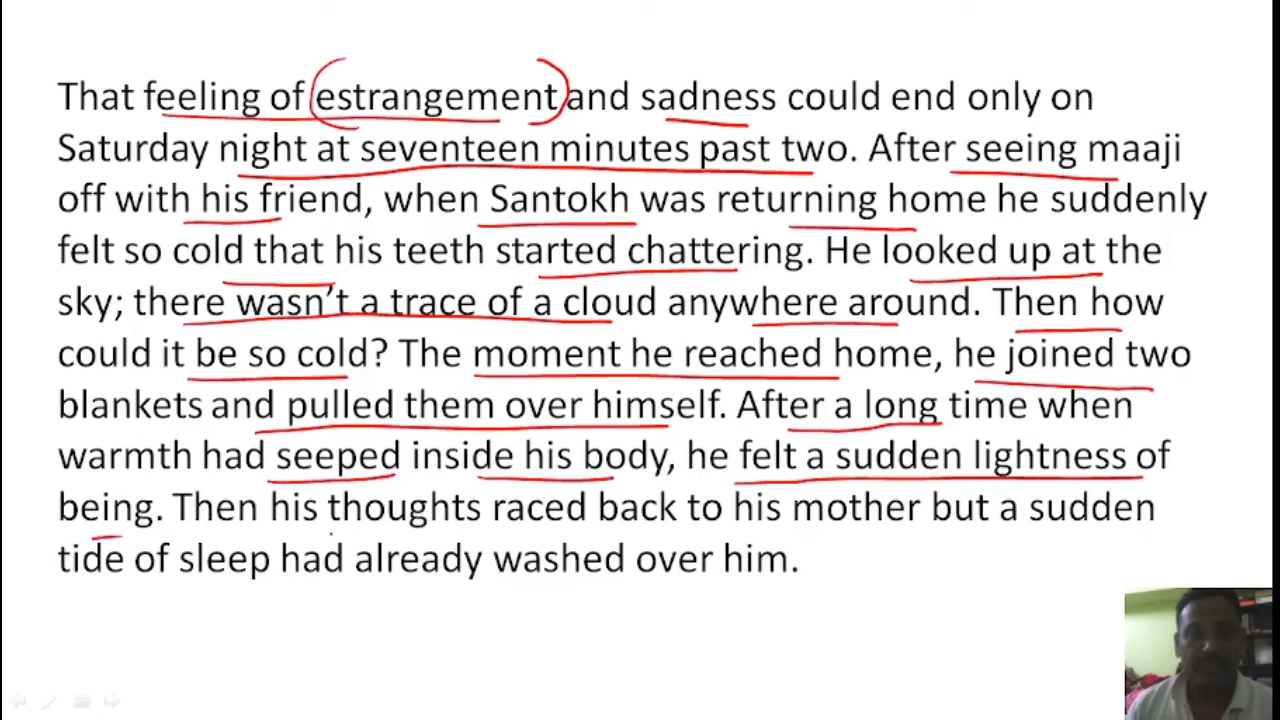 That feeling of estrangement and sadness could end only on
Saturday night at seventeen minutes past two. After seeing maaji
off with his friend, when Santokh was returning home he suddenly
felt so cold that his teeth started chattering. He looked up at the
sky; there wasn’t a trace of a cloud anywhere around. Then how
could it be so cold? The moment he reached home, he joined two
blankets and pulled them over himself. After a long time when
warmth had seeped inside his body, he felt a sudden lightness of
being. Then his thoughts raced back to his mother but a sudden
tide of sleep had already washed over him.